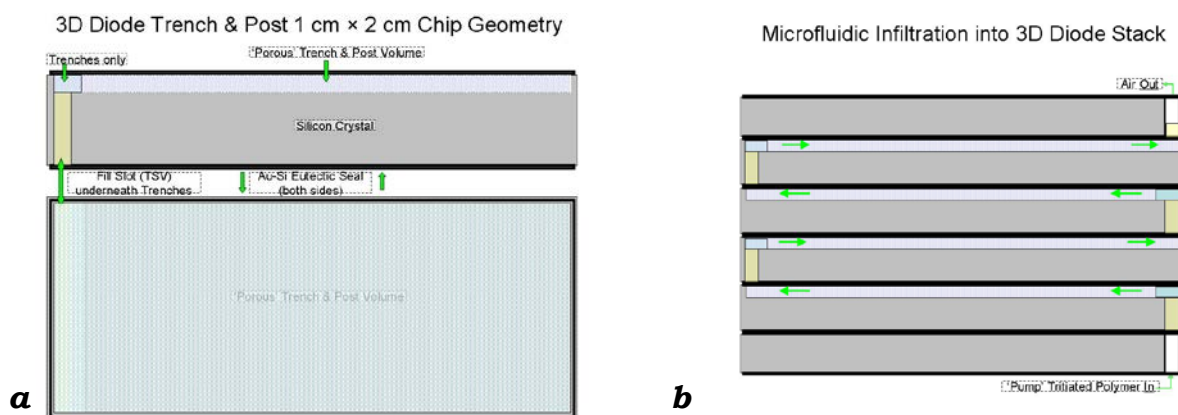 3D Diode Trench & Post 1 cm × 2 cm Chip Geometry
Trenches only
'Porous' Trench & Post Volume
Silicon Crystal
Fill Slot (TSV)
underneath Trenches
Au-Si Eutectic Seal
(both sides)
'Porous' Trench & Post Volume
a
Microfluidic Infiltration into 3D Diode Stack
Air Out
'Pump' Tritiated Polymer In
b